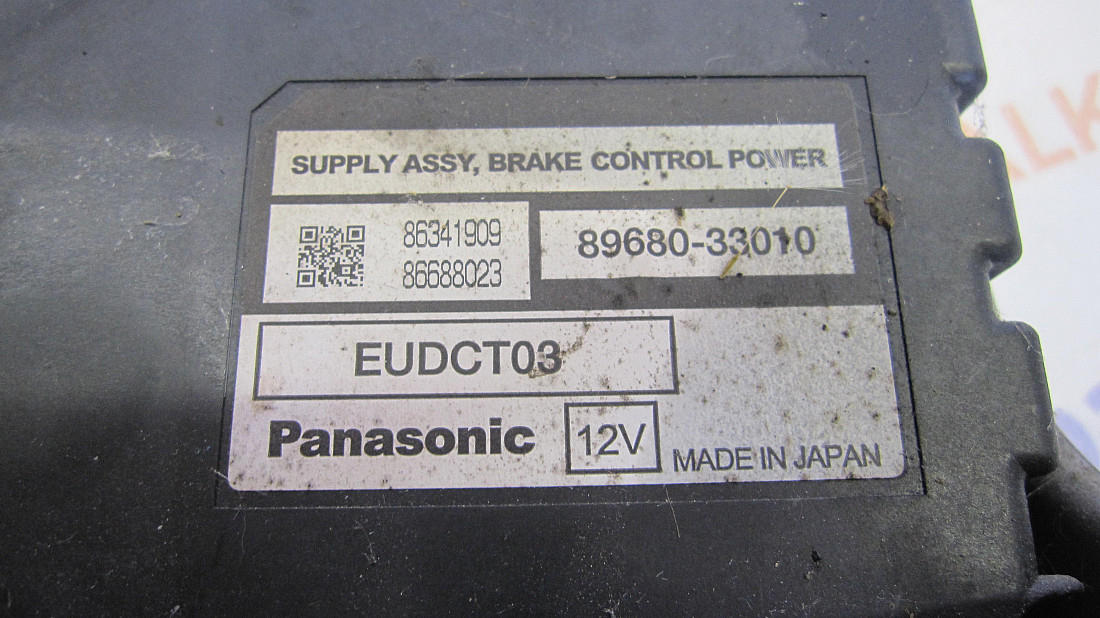 SUPPLY ASSY, BRAKE CONTROL POWER
86341909
86688023
89680-33010
EUDCT03
Panasonic
12V
MADE IN JAPAN